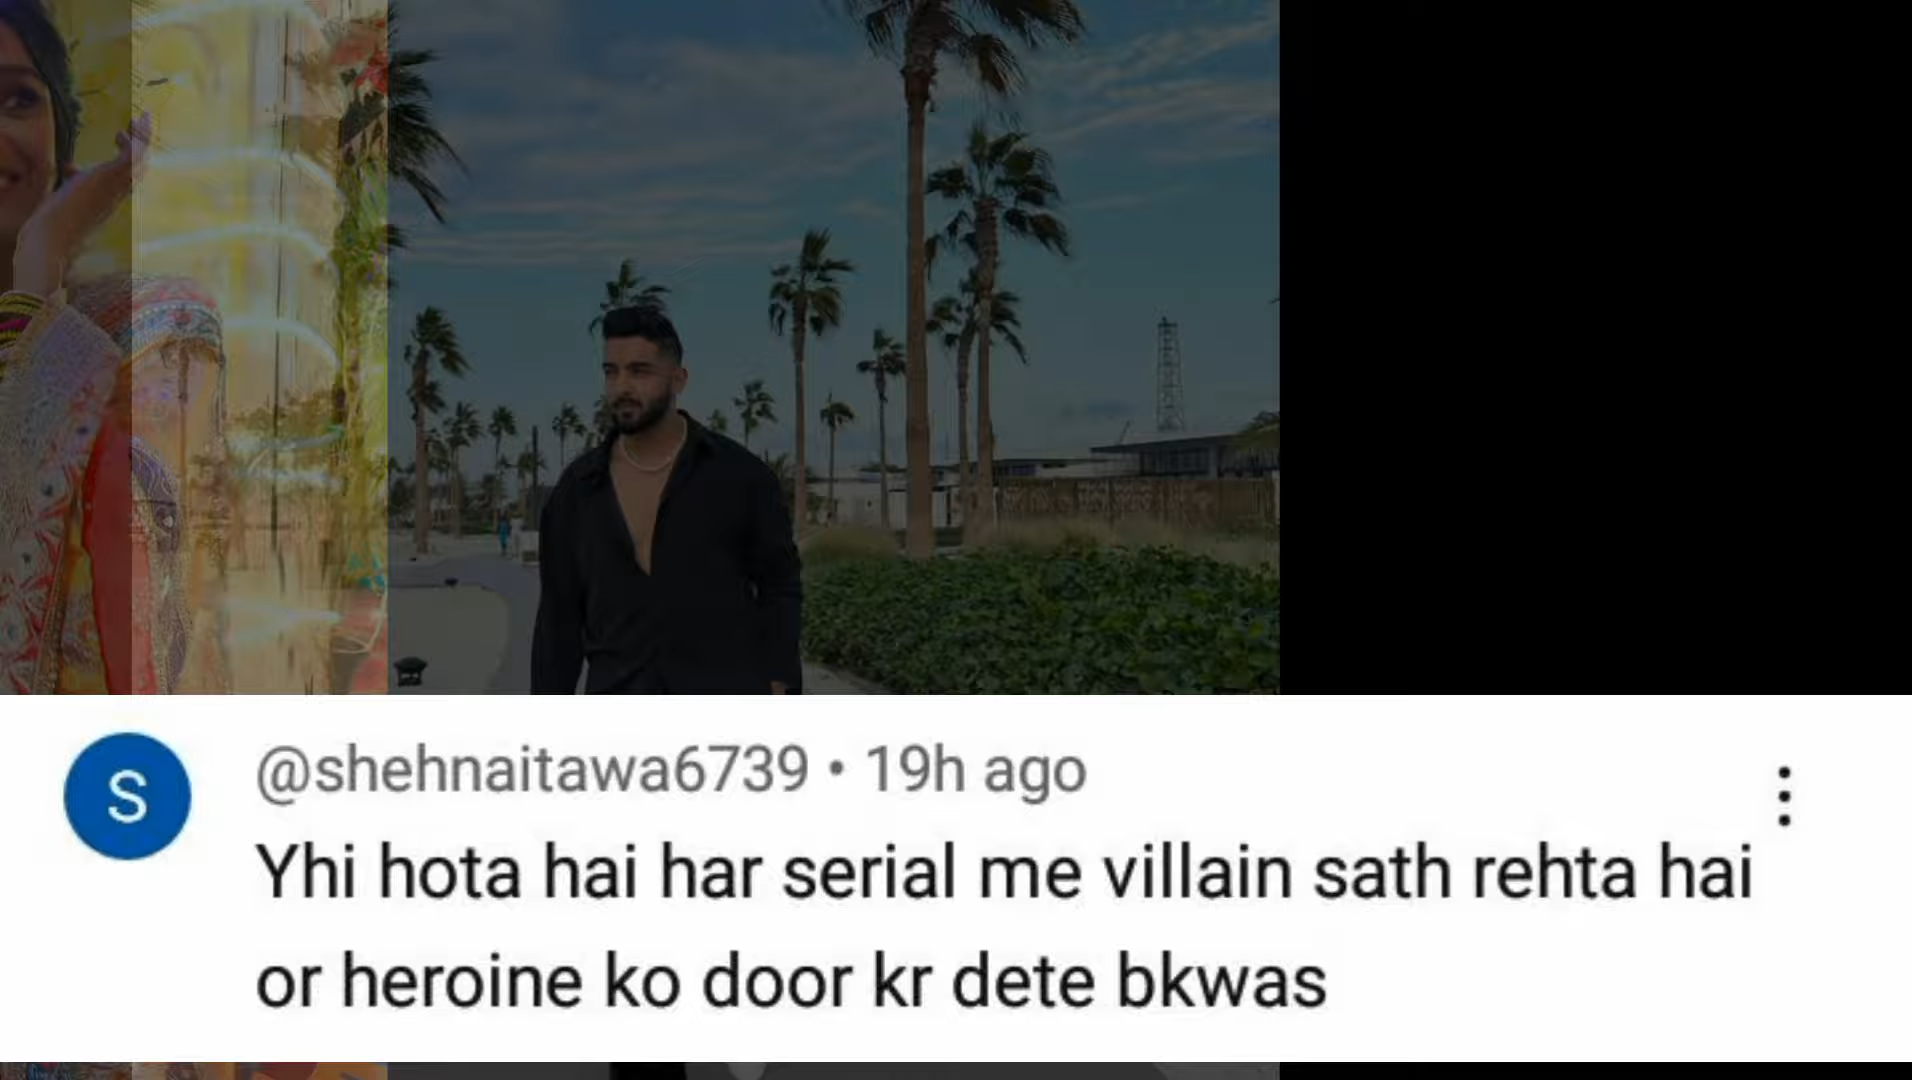 S
@shehnaitawa6739 • 19h ago
Yhi hota hai har serial me villain sath rehta hai
or heroine ko door kr dete bkwas